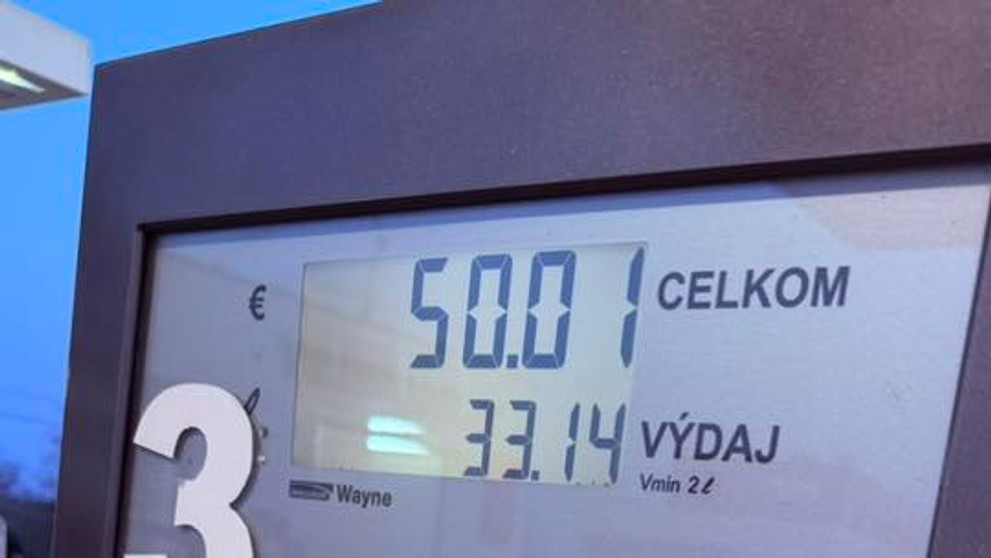 € 50.01 CELKOM
33.14 VÝDAJ
Vmin 2 ℓ
Wayne
3